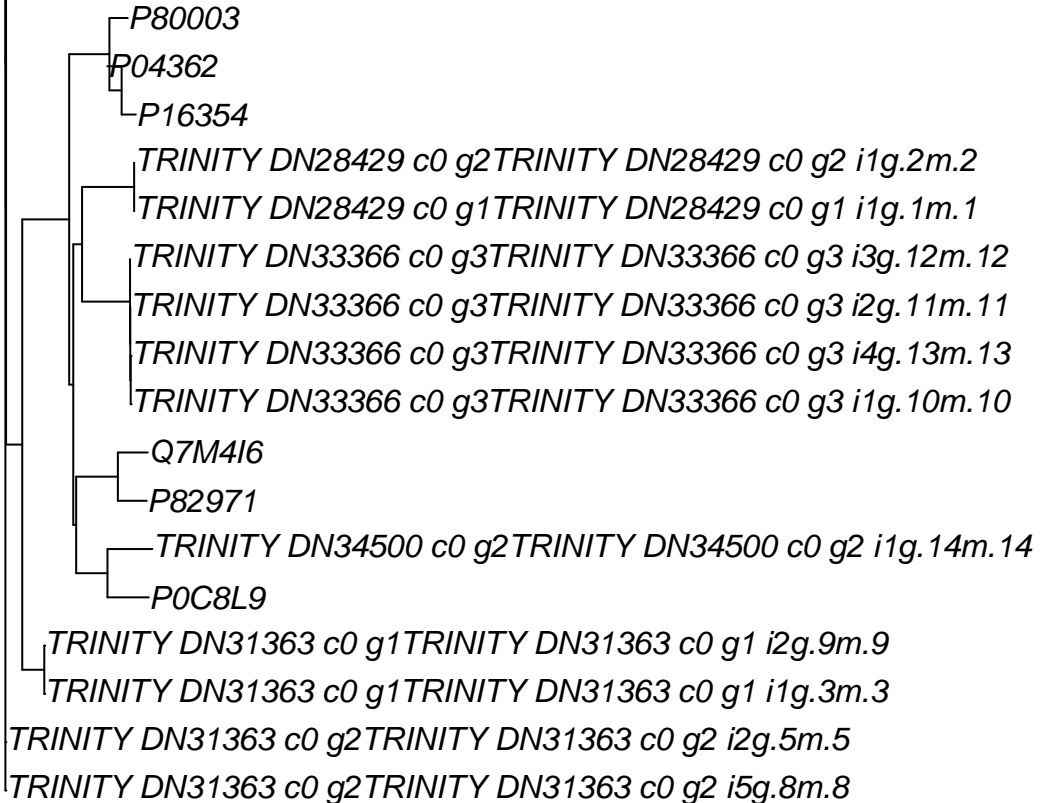 P80003
P04362
P16354
TRINITY DN28429 c0 g2TRINITY DN28429 c0 g2 i1g.2m.2
TRINITY DN28429 c0 g1TRINITY DN28429 c0 g1 i1g.1m.1
TRINITY DN33366 c0 g3TRINITY DN33366 c0 g3 i3g.12m.12
TRINITY DN33366 c0 g3TRINITY DN33366 c0 g3 i2g.11m.11
TRINITY DN33366 c0 g3TRINITY DN33366 c0 g3 i4g.13m.13
TRINITY DN33366 c0 g3TRINITY DN33366 c0 g3 i1g.10m.10
Q7M4I6
P82971
TRINITY DN34500 c0 g2TRINITY DN34500 c0 g2 i1g.14m.14
P0C8L9
TRINITY DN31363 c0 g1TRINITY DN31363 c0 g1 i2g.9m.9
TRINITY DN31363 c0 g1TRINITY DN31363 c0 g1 i1g.3m.3
TRINITY DN31363 c0 g2TRINITY DN31363 c0 g2 i2g.5m.5
TRINITY DN31363 c0 g2TRINITY DN31363 c0 g2 i5g.8m.8